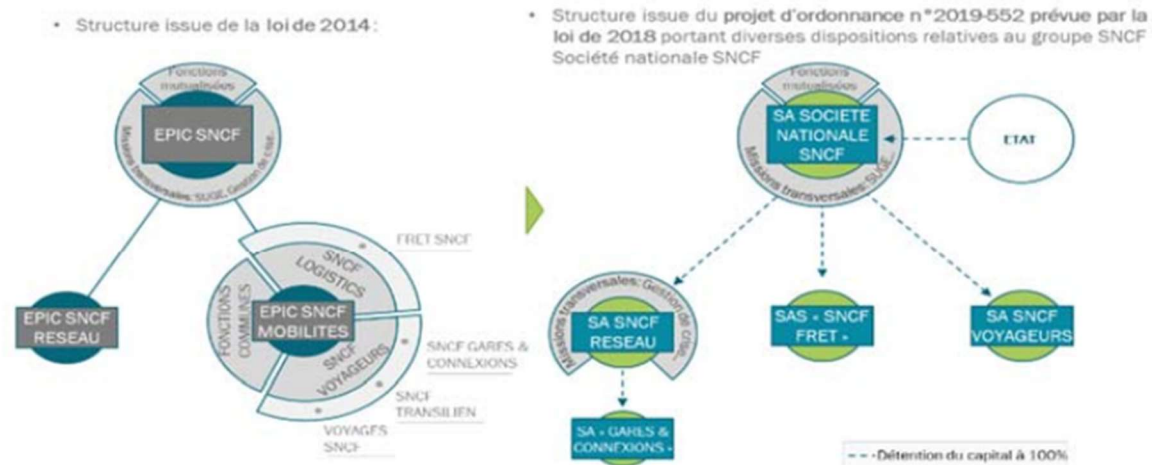 • Structure issue de la loi de 2014 :
Fonctions
mutualisées
EPIC SNCF
Missions transversales: SUGE, Gestion de crise..
EPIC SNCF
RESEAU
EPIC SNCF
MOBILITES
FONCTIONS
COMMUNES
SNCF
LOGISTICS
SNCF
VOYAGEURS
FRET SNCF
SNCF GARES &
CONNEXIONS
SNCF
TRANSILIEN
VOYAGES
SNCF
• Structure issue du projet d'ordonnance n°2019-552 prévue par la
loi de 2018 portant diverses dispositions relatives au groupe SNCF
Société nationale SNCF
Fonctions
mutualisées
SA SOCIETE
NATIONALE
SNCF
Missions transversales: SUGE..
ETAT
Missions transversales: Gestion de crise..
SA SNCF
RESEAU
SAS « SNCF
FRET »
SA SNCF
VOYAGEURS
SA « GARES &
CONNEXIONS »
Détention du capital à 100%